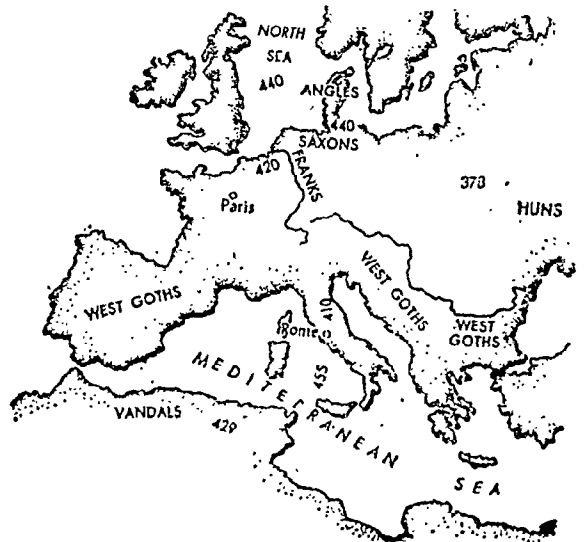 NORTH
SEA
440
ANGLES
440
SAXONS
420
FRANKS
Paris
378
HUNS
WEST GOTHS
WEST GOTHS
WEST
GOTHS
410
Rome
455
MEDITERRANEAN
SEA
VANDALS
429